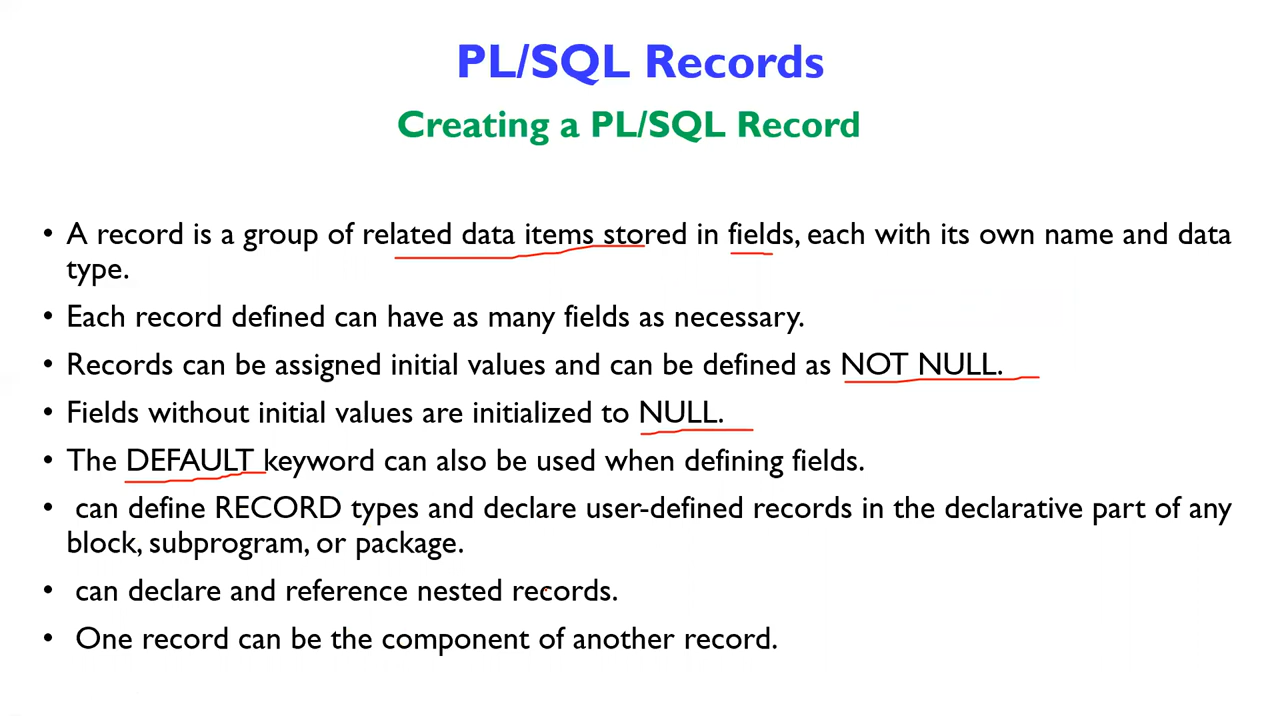 PL/SQL Records
Creating a PL/SQL Record
• A record is a group of related data items stored in fields, each with its own name and data
type.
• Each record defined can have as many fields as necessary.
• Records can be assigned initial values and can be defined as NOT NULL.
• Fields without initial values are initialized to NULL.
• The DEFAULT keyword can also be used when defining fields.
• can define RECORD types and declare user-defined records in the declarative part of any
block, subprogram, or package.
• can declare and reference nested records.
• One record can be the component of another record.